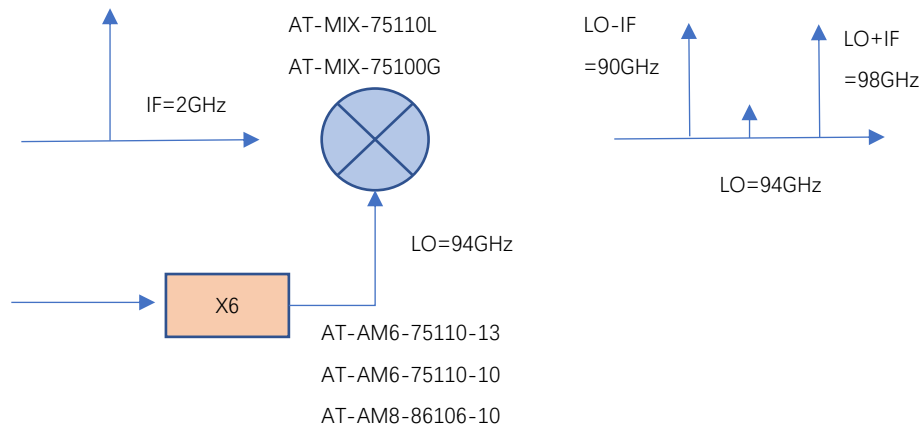 AT-MIX-75110L
AT-MIX-75100G
IF=2GHz
LO-IF
=90GHz
LO+IF
=98GHz
LO=94GHz
LO=94GHz
X6
AT-AM6-75110-13
AT-AM6-75110-10
AT-AM8-86106-10